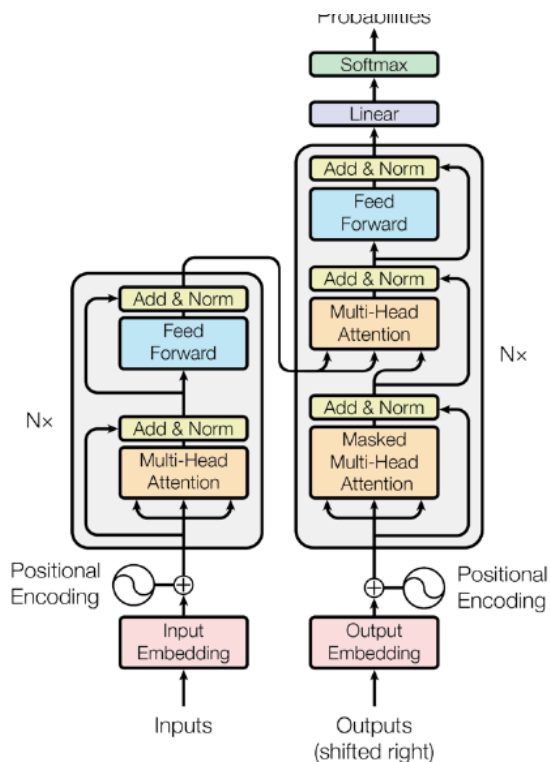 Probabilities
Softmax
Linear
Add & Norm
Feed
Forward
Add & Norm
Multi-Head
Attention
Nx
Add & Norm
Masked
Multi-Head
Attention
Add & Norm
Feed
Forward
Nx
Add & Norm
Multi-Head
Attention
Positional
Encoding
Positional
Encoding
Input
Embedding
Output
Embedding
Inputs
Outputs
(shifted right)